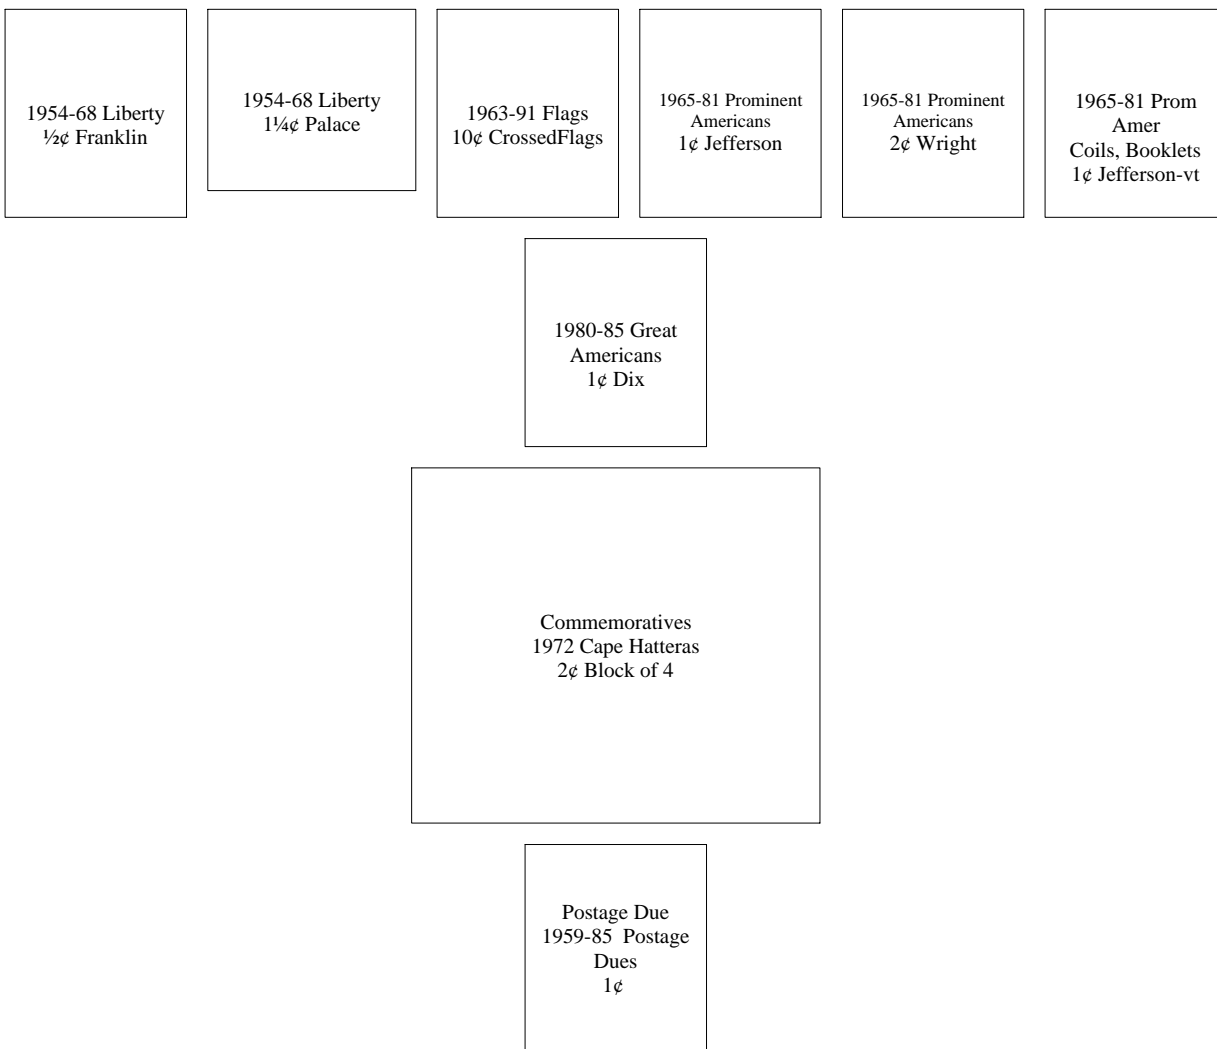 1954-68 Liberty
½¢ Franklin
1954-68 Liberty
1¼¢ Palace
1963-91 Flags
10¢ CrossedFlags
1965-81 Prominent
Americans
1¢ Jefferson
1965-81 Prominent
Americans
2¢ Wright
1965-81 Prom
Amer
Coils, Booklets
1¢ Jefferson-vt
1980-85 Great
Americans
1¢ Dix
Commemoratives
1972 Cape Hatteras
2¢ Block of 4
Postage Due
1959-85 Postage
Dues
1¢